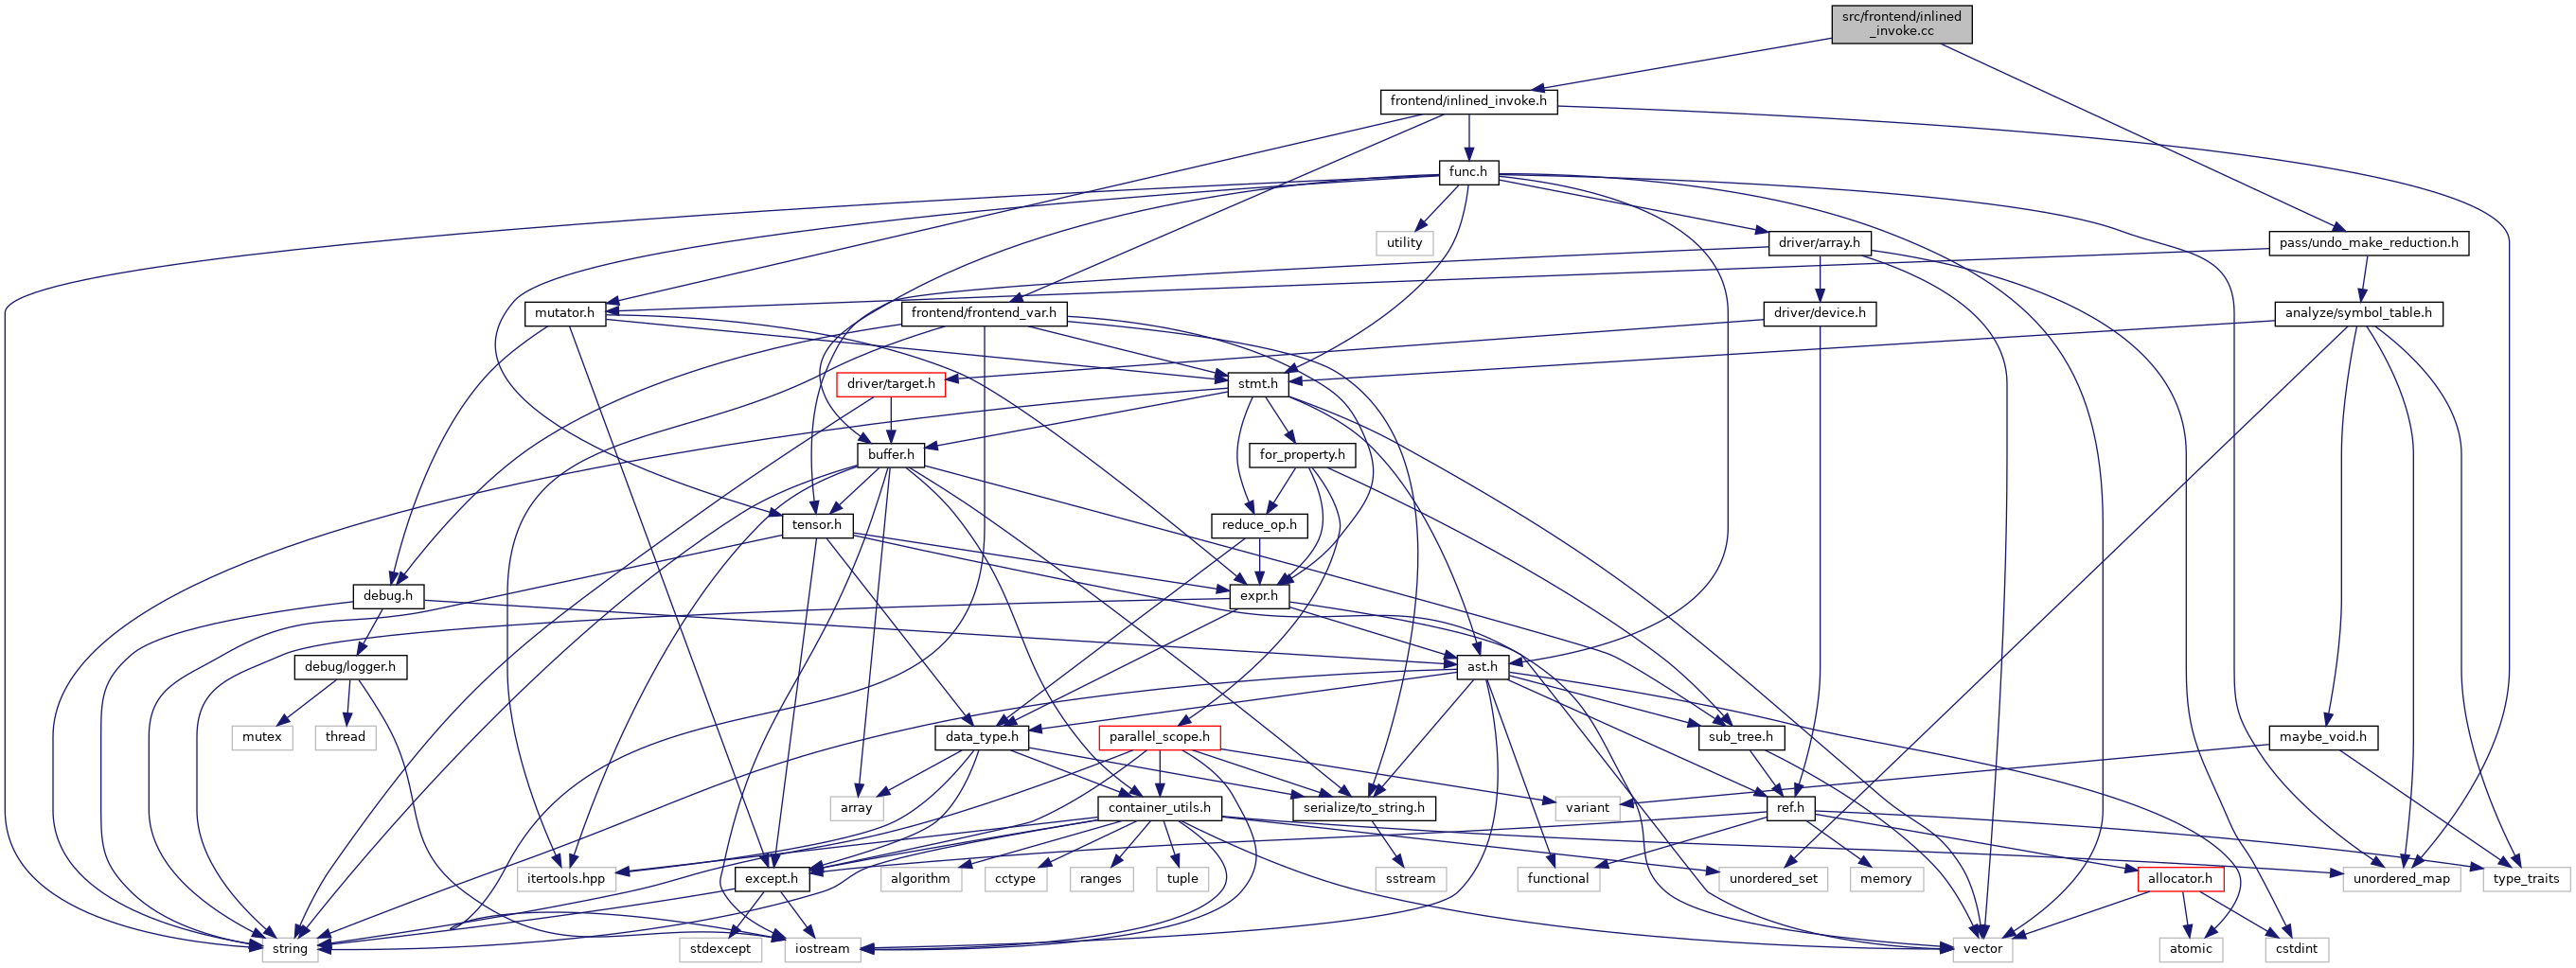 src/frontend/inlined
_invoke.cc
frontend/inlined_invoke.h
func.h
utility
driver/array.h
pass/undo_make_reduction.h
mutator.h
frontend/frontend_var.h
driver/device.h
analyze/symbol_table.h
driver/target.h
stmt.h
buffer.h
for_property.h
tensor.h
reduce_op.h
debug.h
expr.h
debug/logger.h
ast.h
mutex
thread
data_type.h
parallel_scope.h
sub_tree.h
maybe_void.h
array
container_utils.h
serialize/to_string.h
variant
ref.h
itertools.hpp
except.h
algorithm
cctype
ranges
tuple
sstream
functional
unordered_set
memory
allocator.h
unordered_map
type_traits
string
stdexcept
iostream
vector
atomic
cstdint